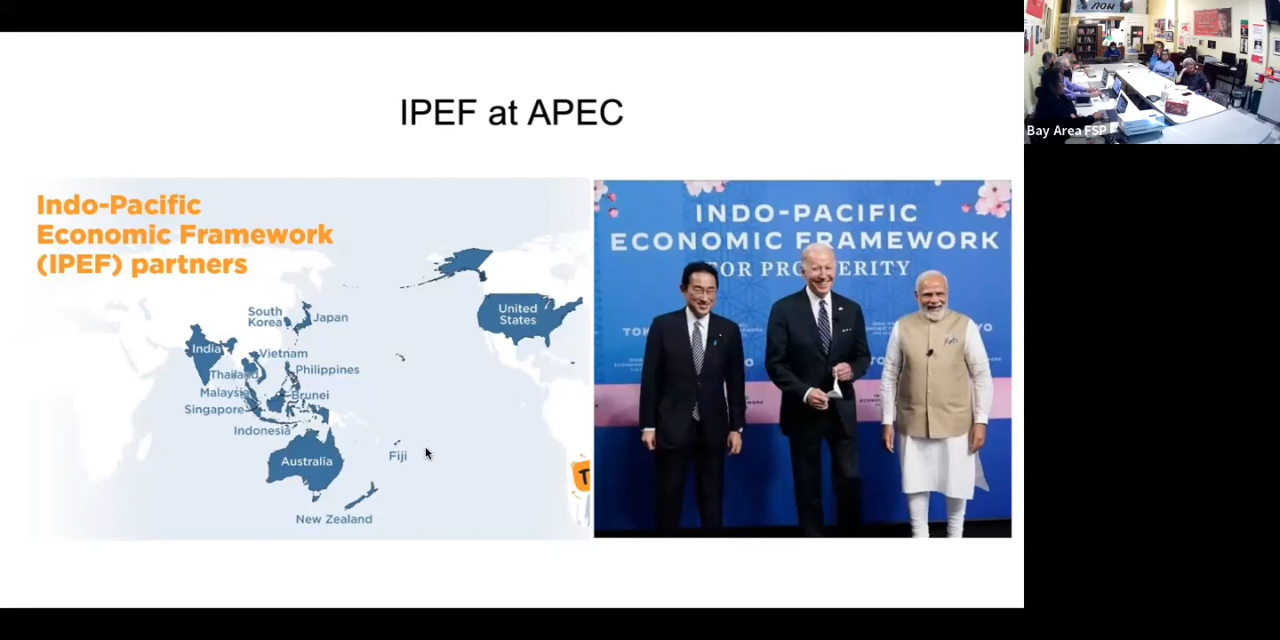 IPEF at APEC
Indo-Pacific
Economic Framework
(IPEF) partners
United
States
South
Korea
Japan
India
Vietnam
Thailand
Philippines
Malaysia
Brunei
Singapore
Indonesia
Australia
Fiji
New Zealand
INDO-PACIFIC
ECONOMIC FRAMEWORK
FOR PROSPERITY
Bay Area FSP